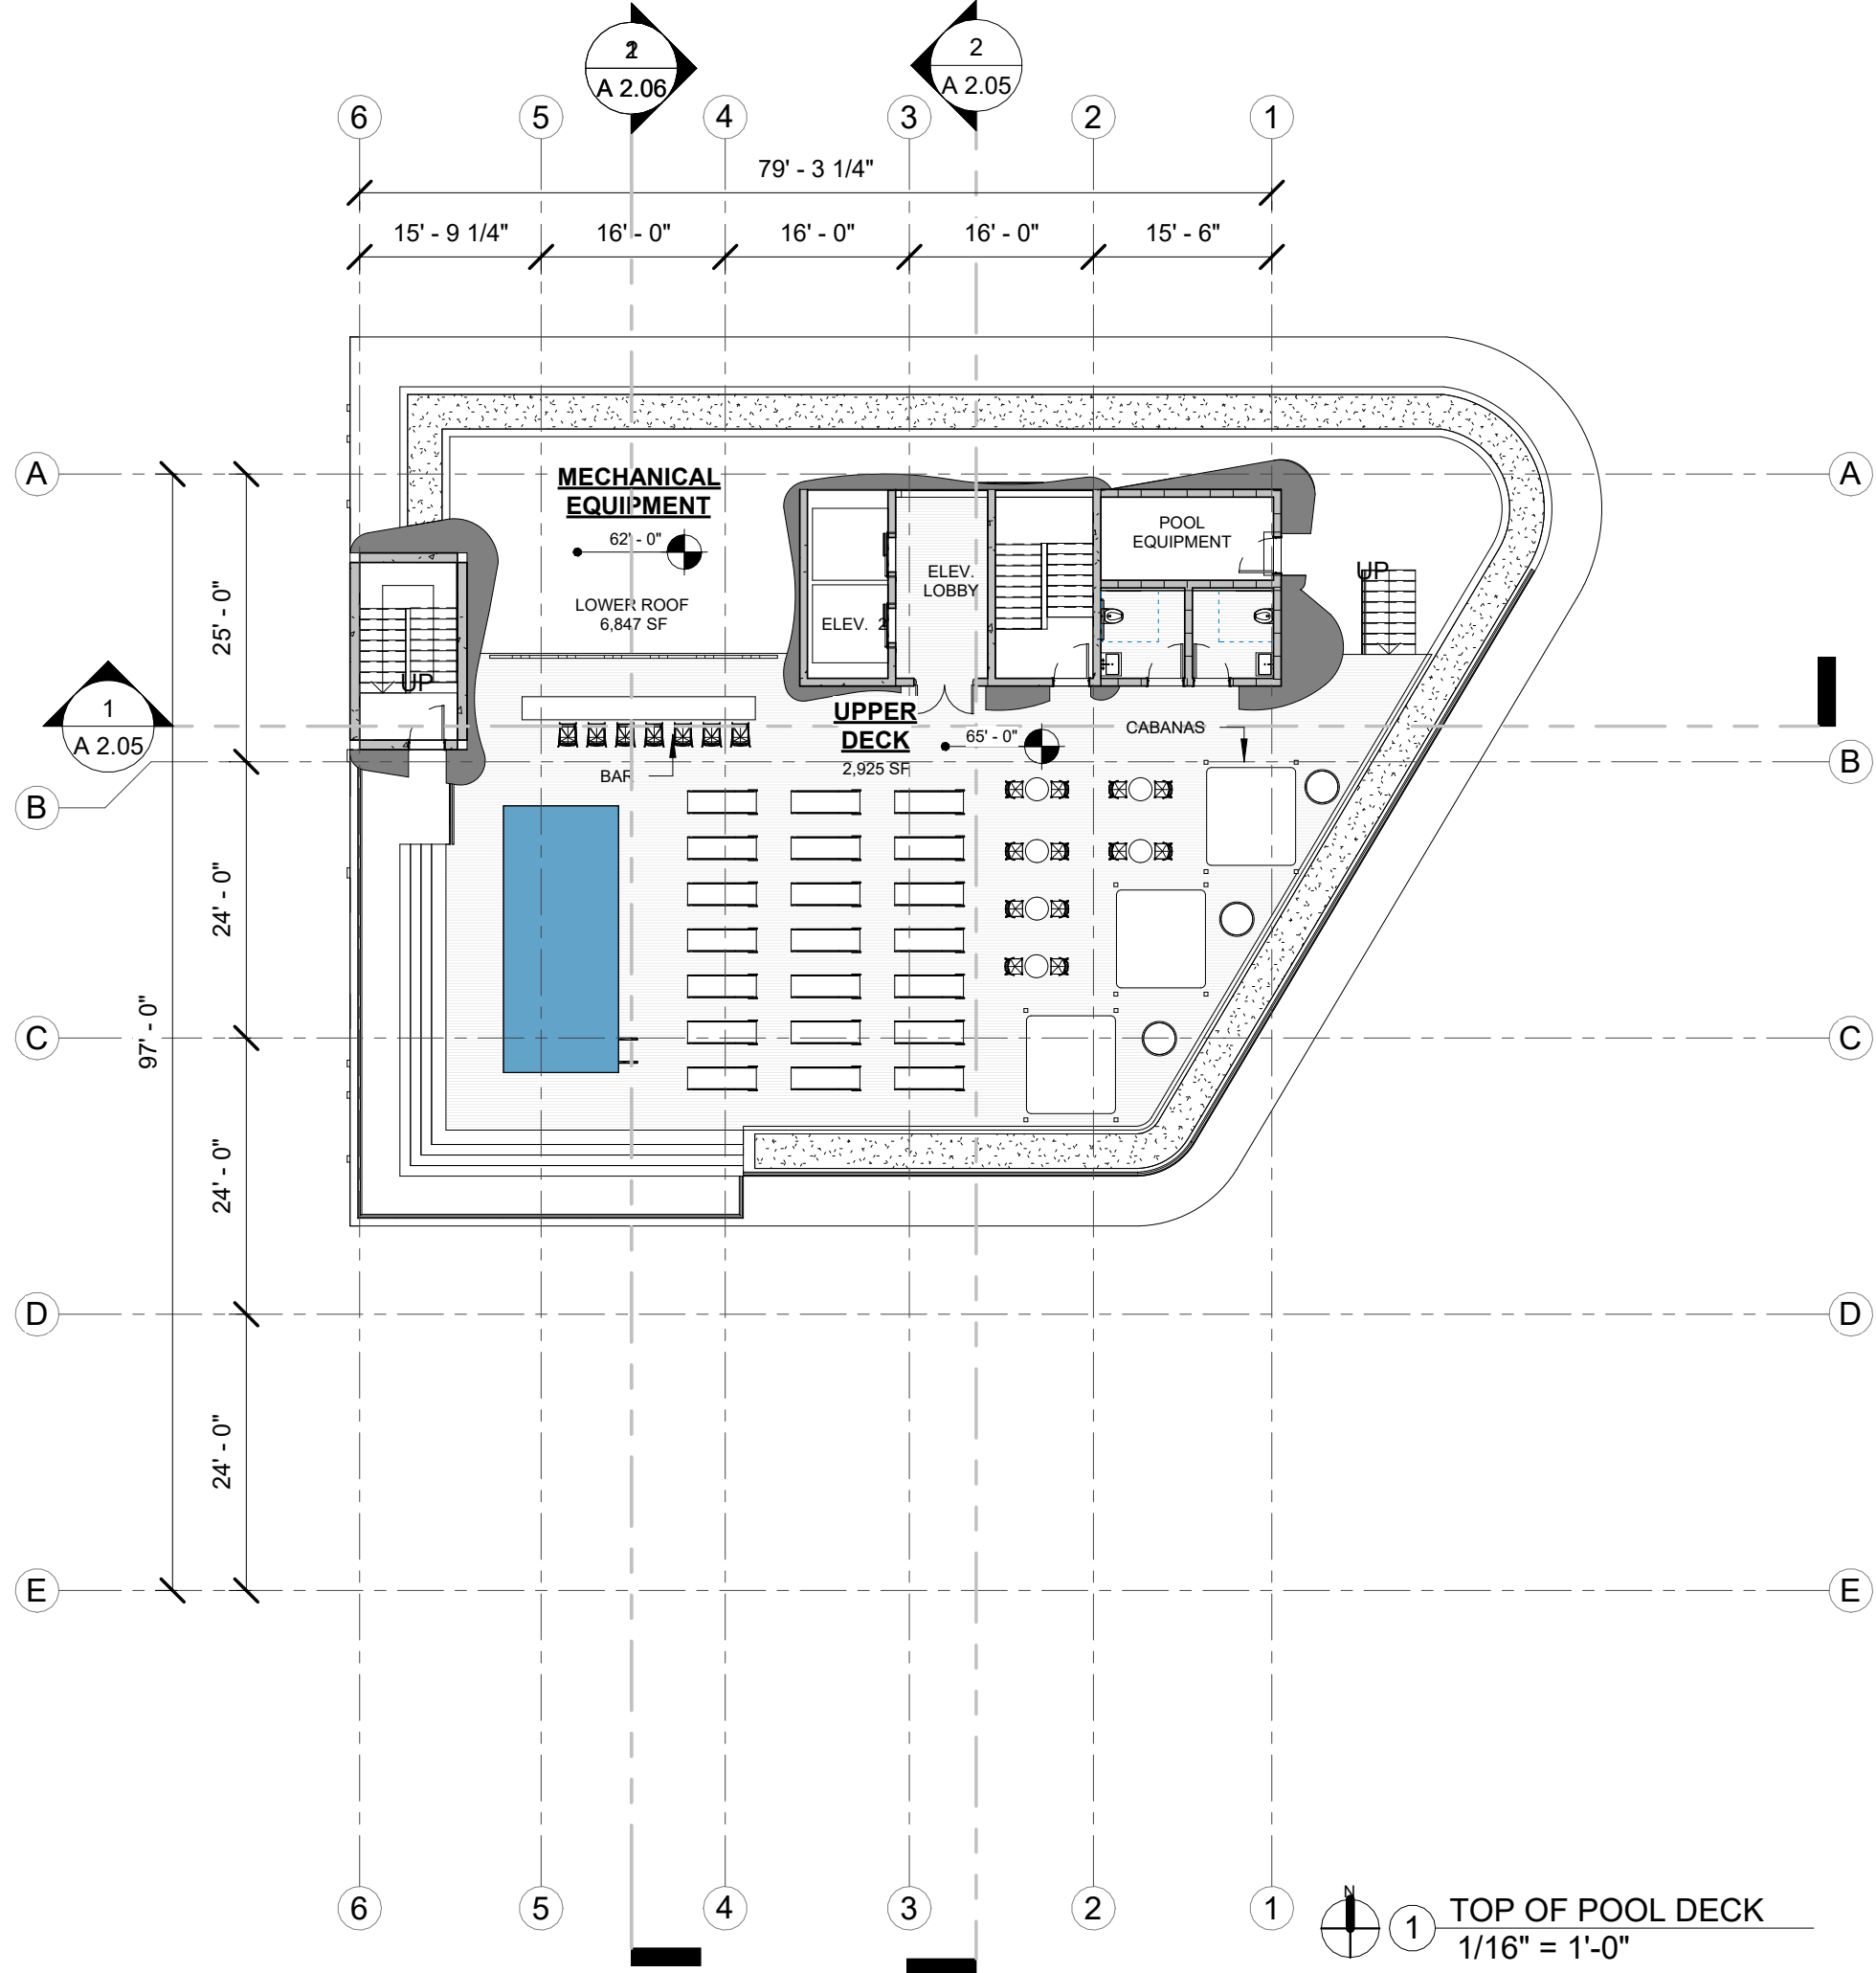 2
A 2.06
2
A 2.05
6
5
4
3
2
1
79' - 3 1/4"
15' - 9 1/4"
16' - 0"
16' - 0"
16' - 0"
15' - 6"
A
A
MECHANICAL
EQUIPMENT
62' - 0"
LOWER ROOF
6,847 SF
POOL
EQUIPMENT
ELEV.
LOBBY
ELEV. 2
UP
UP
25' - 0"
1
A 2.05
UPPER
DECK
2,925 SF
65' - 0"
CABANAS
BAR
B
B
24' - 0"
97' - 0"
C
C
24' - 0"
D
D
24' - 0"
E
E
6
5
4
3
2
1
N
1
TOP OF POOL DECK
1/16" = 1'-0"